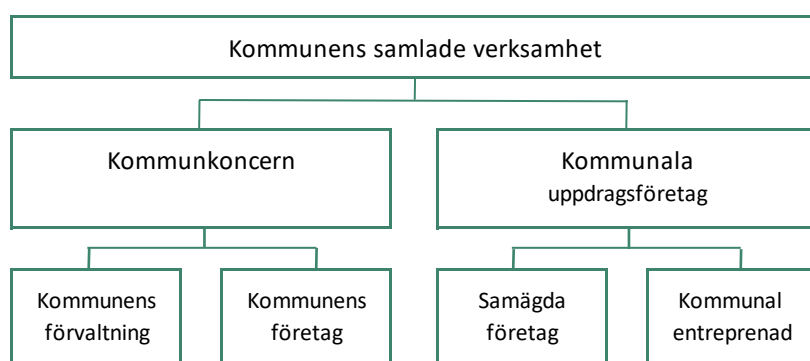 Kommunens samlade verksamhet
Kommunkoncern
Kommunala
uppdragsföretag
Kommunens
förvaltning
Kommunens
företag
Samägda
företag
Kommunal
entreprenad